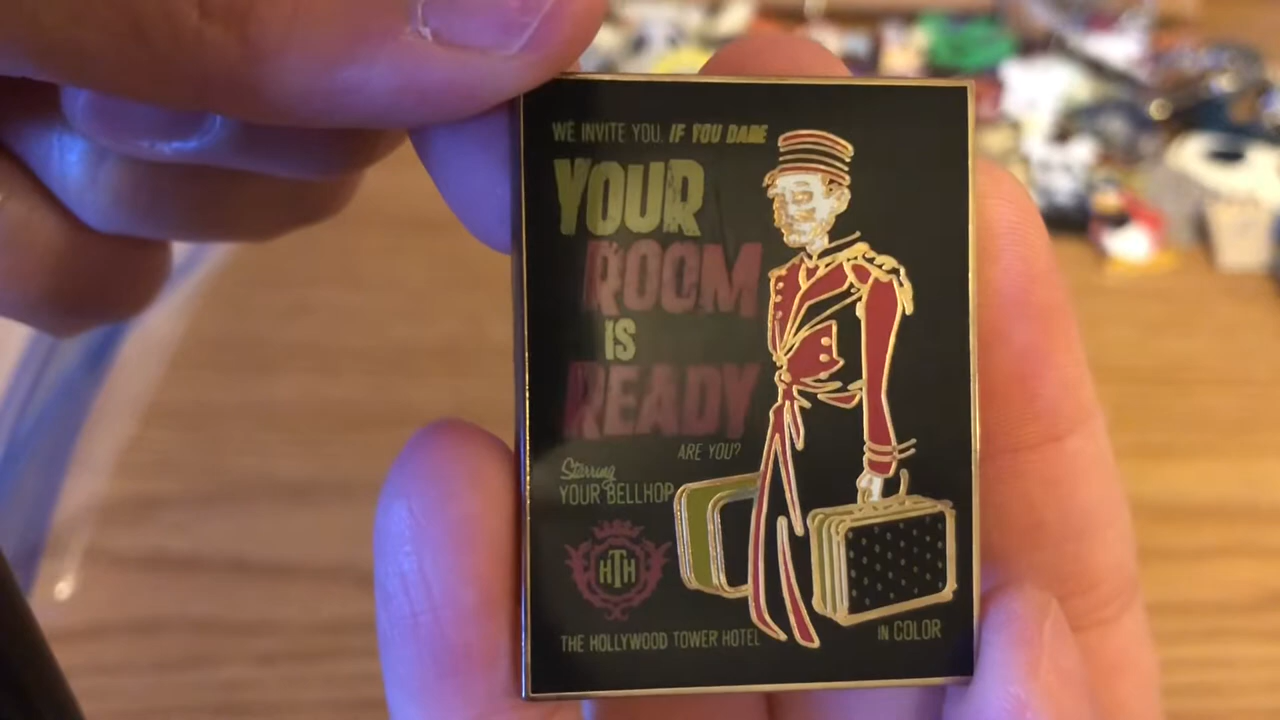 WE INVITE YOU. IF YOU DARE
YOUR
ROOM
IS
READY
ARE YOU?
Starring
YOUR BELLHOP
HTH
THE HOLLYWOOD TOWER HOTEL
IN COLOR